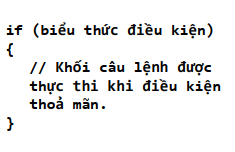 if (biểu thức điều kiện)
{
// Khối câu lệnh được
thực thi khi điều kiện
thoả mãn.
}